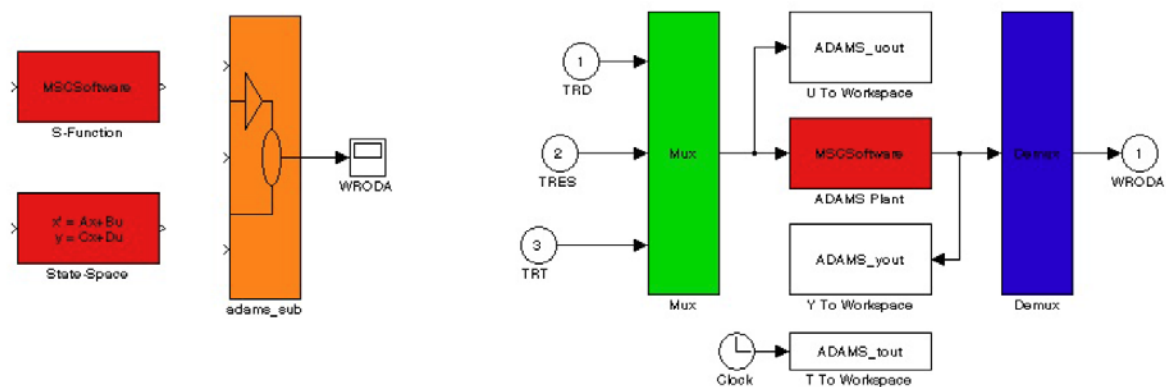 MSCSoftware
S-Function
x' = Ax+Bu
y = Cx+Du
State-Space
adams_sub
WRODA
1
TRD
2
TRES
3
TRT
Mux
Mux
ADAMS_uout
U To Workspace
MSCSoftware
ADAMS Plant
ADAMS_yout
Y To Workspace
Clock
ADAMS_tout
T To Workspace
Demux
Demux
1
WRODA